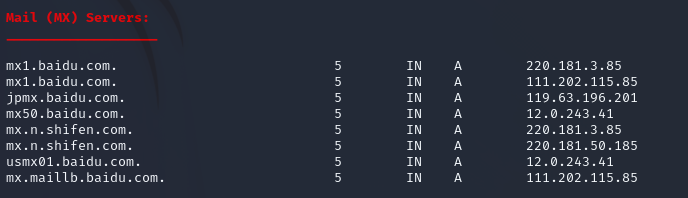 Mail (MX) Servers:
___________________
mx1.baidu.com. 5 IN A 220.181.3.85
mx1.baidu.com. 5 IN A 111.202.115.85
jpmx.baidu.com. 5 IN A 119.63.196.201
mx50.baidu.com. 5 IN A 12.0.243.41
mx.n.shifen.com. 5 IN A 220.181.3.85
mx.n.shifen.com. 5 IN A 220.181.50.185
usmx01.baidu.com. 5 IN A 12.0.243.41
mx.maillb.baidu.com. 5 IN A 111.202.115.85